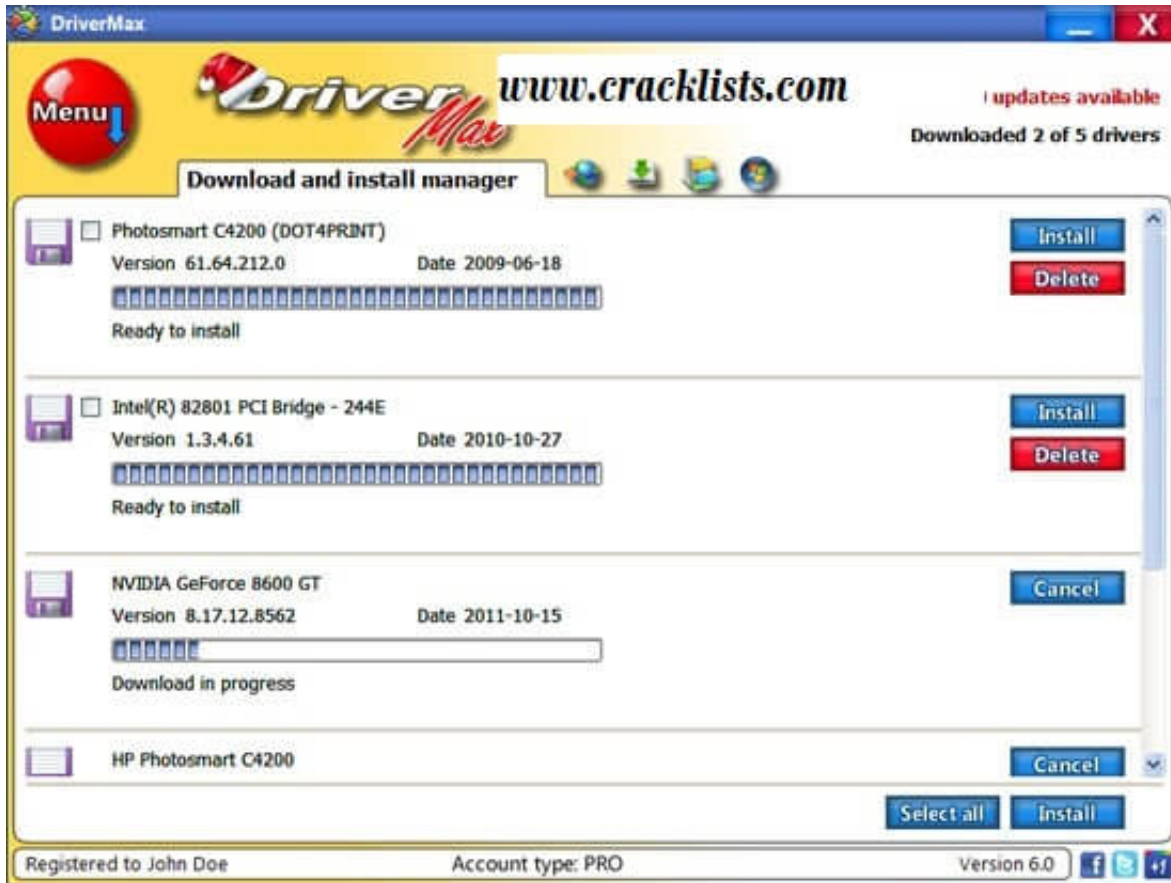 DriverMax
X
Menu
Driver Max
www.cracklists.com
updates available
Downloaded 2 of 5 drivers
Download and install manager
Photosmart C4200 (DOT4PRINT)
Install
Version 61.64.212.0 Date 2009-06-18
Delete
Ready to install
Intel(R) 82801 PCI Bridge - 244E
Install
Version 1.3.4.61 Date 2010-10-27
Delete
Ready to install
NVIDIA GeForce 8600 GT
Cancel
Version 8.17.12.8562 Date 2011-10-15
Download in progress
HP Photosmart C4200
Cancel
Select all Install
Registered to John Doe Account type: PRO Version 6.0